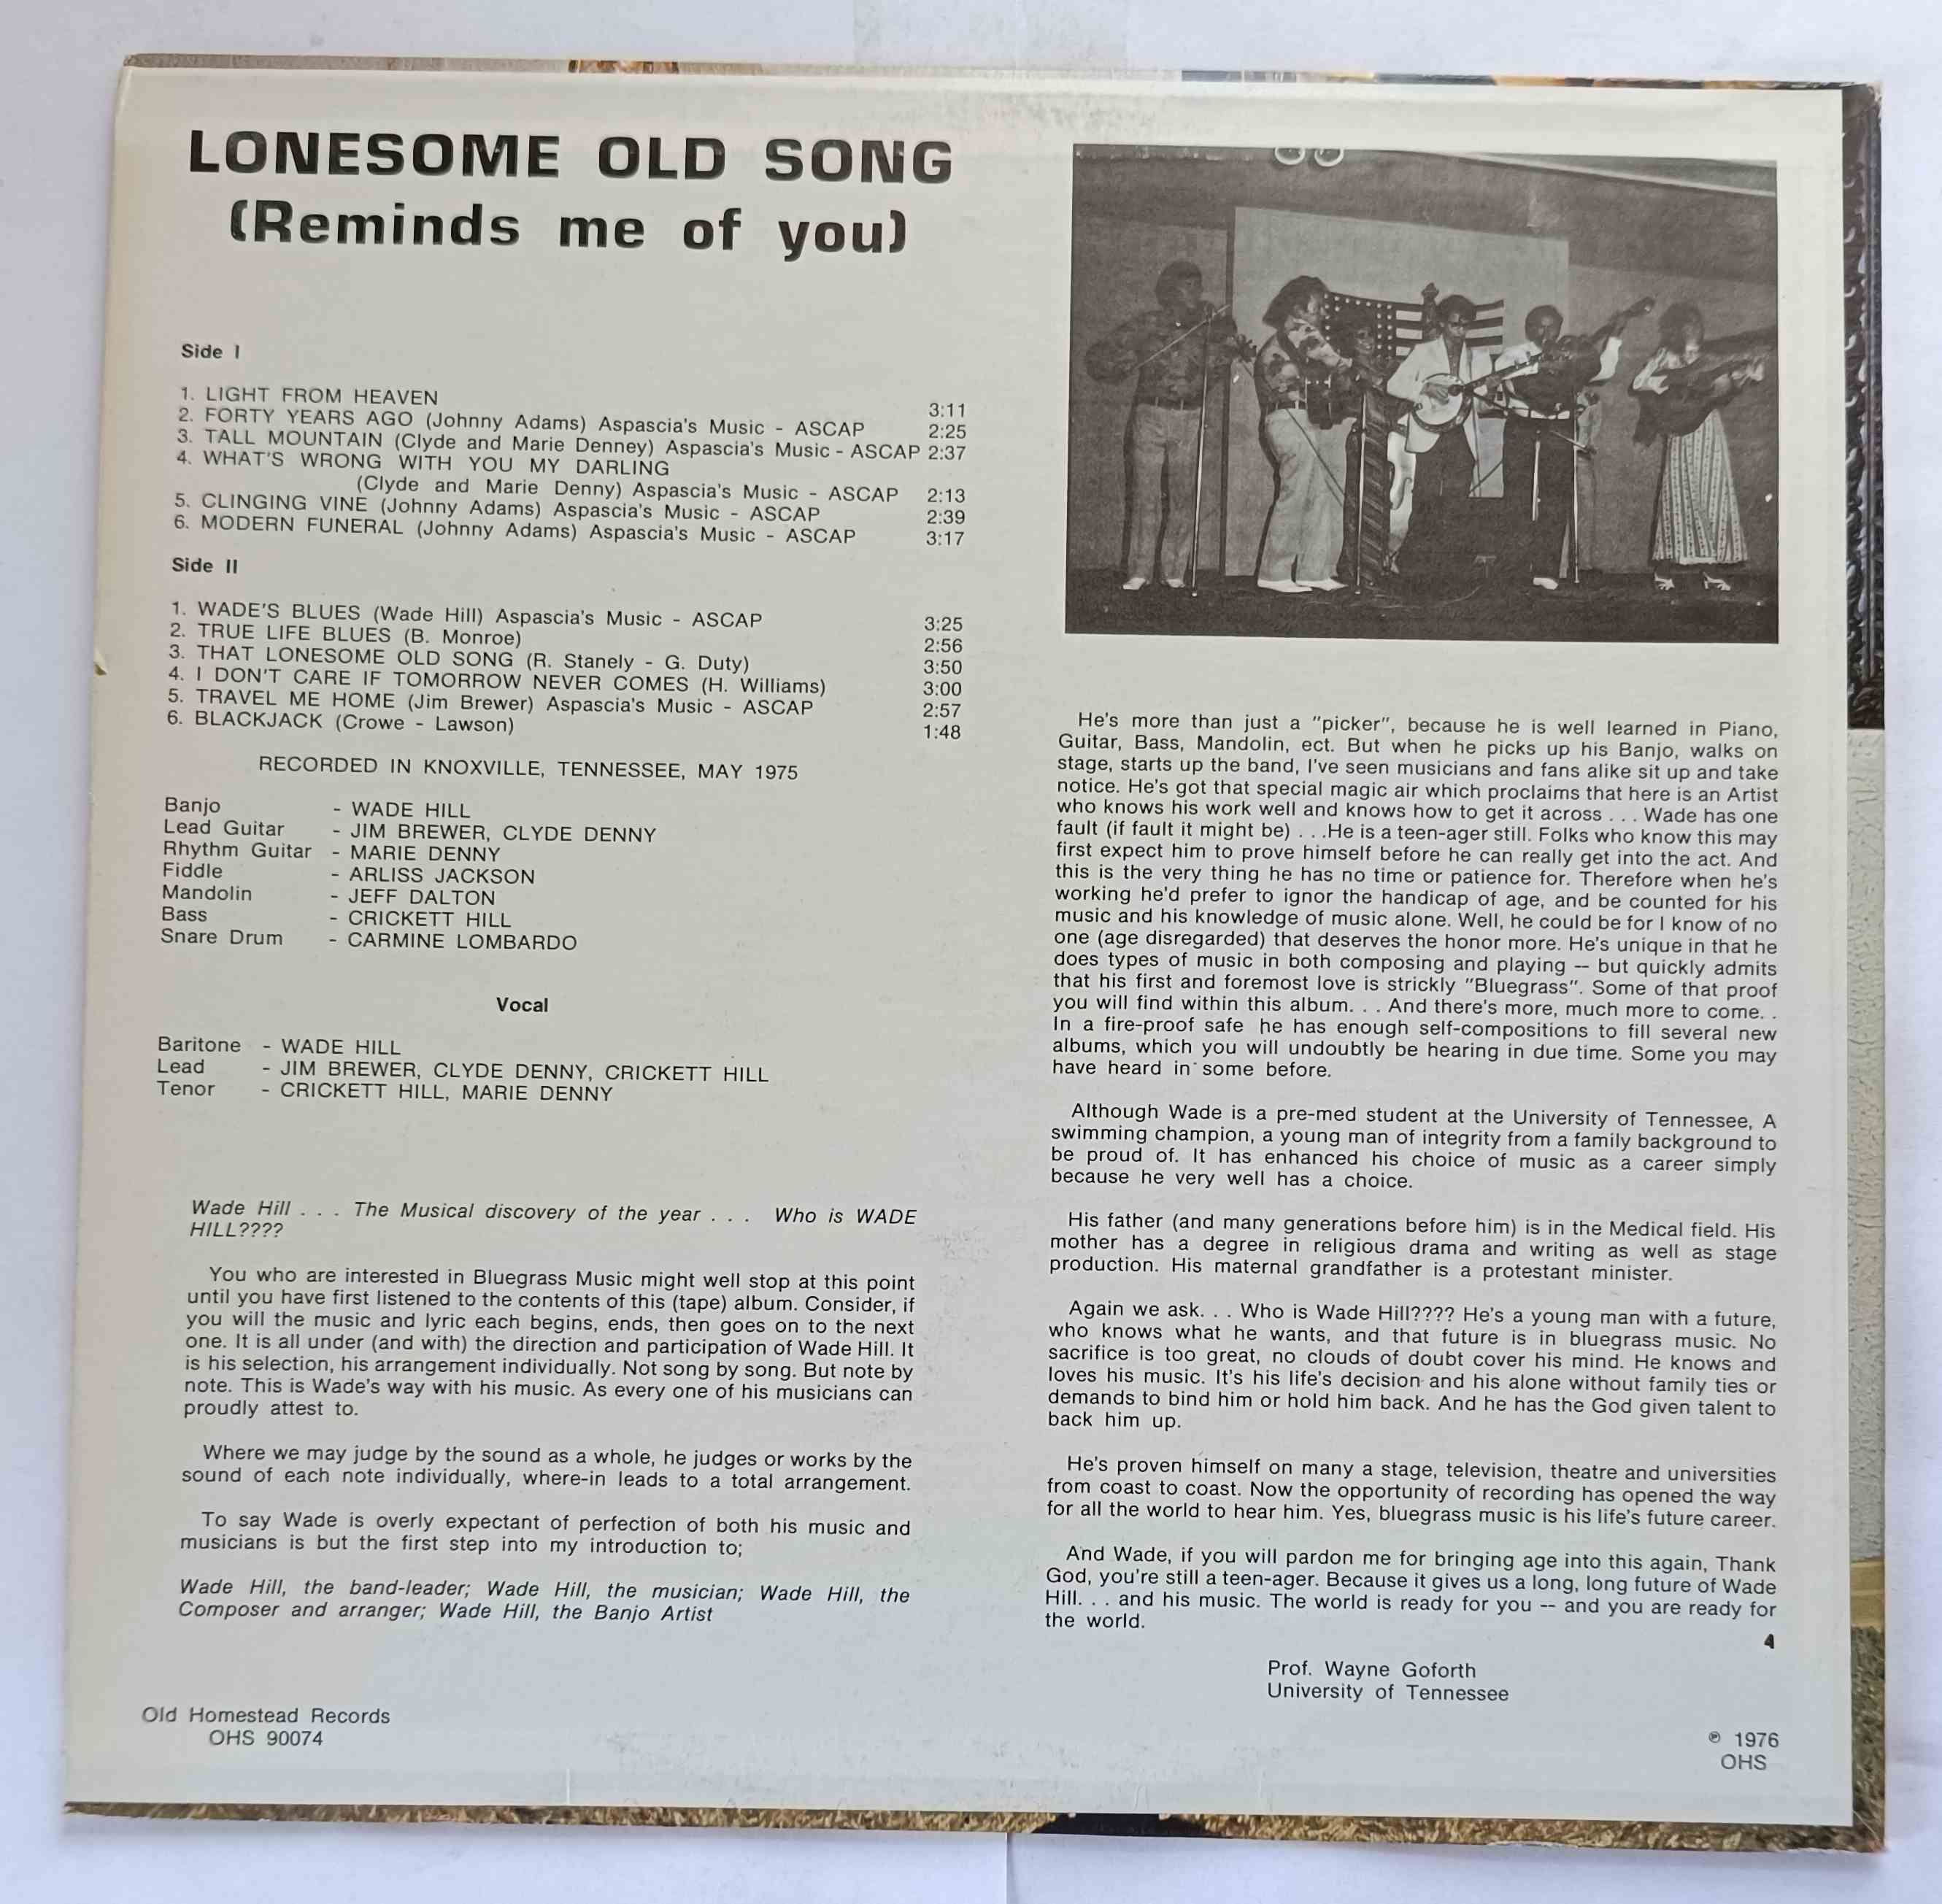 LONESOME OLD SONG
(Reminds me of you)
Side I
1. LIGHT FROM HEAVEN 3:11
2. FORTY YEARS AGO (Johnny Adams) Aspascia's Music - ASCAP 2:25
3. TALL MOUNTAIN (Clyde and Marie Denney) Aspascia's Music - ASCAP 2:37
4. WHAT'S WRONG WITH YOU MY DARLING
(Clyde and Marie Denny) Aspascia's Music - ASCAP 2:13
5. CLINGING VINE (Johnny Adams) Aspascia's Music - ASCAP 2:39
6. MODERN FUNERAL (Johnny Adams) Aspascia's Music - ASCAP 3:17
Side II
1. WADE'S BLUES (Wade Hill) Aspascia's Music - ASCAP 3:25
2. TRUE LIFE BLUES (B. Monroe) 2:56
3. THAT LONESOME OLD SONG (R. Stanely - G. Duty) 3:50
4. I DON'T CARE IF TOMORROW NEVER COMES (H. Williams) 3:00
5. TRAVEL ME HOME (Jim Brewer) Aspascia's Music - ASCAP 2:57
6. BLACKJACK (Crowe - Lawson) 1:48
RECORDED IN KNOXVILLE, TENNESSEE, MAY 1975
Banjo - WADE HILL
Lead Guitar - JIM BREWER, CLYDE DENNY
Rhythm Guitar - MARIE DENNY
Fiddle - ARLISS JACKSON
Mandolin - JEFF DALTON
Bass - CRICKETT HILL
Snare Drum - CARMINE LOMBARDO
Vocal
Baritone - WADE HILL
Lead - JIM BREWER, CLYDE DENNY, CRICKETT HILL
Tenor - CRICKETT HILL, MARIE DENNY
Wade Hill . . . The Musical discovery of the year . . . Who is WADE
HILL????
You who are interested in Bluegrass Music might well stop at this point
until you have first listened to the contents of this (tape) album. Consider, if
you will the music and lyric each begins, ends, then goes on to the next
one. It is all under (and with) the direction and participation of Wade Hill. It
is his selection, his arrangement individually. Not song by song. But note by
note. This is Wade's way with his music. As every one of his musicians can
proudly attest to.
Where we may judge by the sound as a whole, he judges or works by the
sound of each note individually, where-in leads to a total arrangement.
To say Wade is overly expectant of perfection of both his music and
musicians is but the first step into my introduction to;
Wade Hill, the band-leader; Wade Hill, the musician; Wade Hill, the
Composer and arranger; Wade Hill, the Banjo Artist
Old Homestead Records
OHS 90074
He's more than just a "picker", because he is well learned in Piano,
Guitar, Bass, Mandolin, ect. But when he picks up his Banjo, walks on
stage, starts up the band, I've seen musicians and fans alike sit up and take
notice. He's got that special magic air which proclaims that here is an Artist
who knows his work well and knows how to get it across . . . Wade has one
fault (if fault it might be) . . .He is a teen-ager still. Folks who know this may
first expect him to prove himself before he can really get into the act. And
this is the very thing he has no time or patience for. Therefore when he's
working he'd prefer to ignor the handicap of age, and be counted for his
music and his knowledge of music alone. Well, he could be for I know of no
one (age disregarded) that deserves the honor more. He's unique in that he
does types of music in both composing and playing -- but quickly admits
that his first and foremost love is strickly "Bluegrass". Some of that proof
you will find within this album. . . And there's more, much more to come. .
In a fire-proof safe he has enough self-compositions to fill several new
albums, which you will undoubtly be hearing in due time. Some you may
have heard in some before.
Although Wade is a pre-med student at the University of Tennessee, A
swimming champion, a young man of integrity from a family background to
be proud of. It has enhanced his choice of music as a career simply
because he very well has a choice.
His father (and many generations before him) is in the Medical field. His
mother has a degree in religious drama and writing as well as stage
production. His maternal grandfather is a protestant minister.
Again we ask. . . Who is Wade Hill???? He's a young man with a future,
who knows what he wants, and that future is in bluegrass music. No
sacrifice is too great, no clouds of doubt cover his mind. He knows and
loves his music. It's his life's decision and his alone without family ties or
demands to bind him or hold him back. And he has the God given talent to
back him up.
He's proven himself on many a stage, television, theatre and universities
from coast to coast. Now the opportunity of recording has opened the way
for all the world to hear him. Yes, bluegrass music is his life's future career.
And Wade, if you will pardon me for bringing age into this again, Thank
God, you're still a teen-ager. Because it gives us a long, long future of Wade
Hill. . . and his music. The world is ready for you -- and you are ready for
the world.
4
Prof. Wayne Goforth
University of Tennessee
℗ 1976
OHS